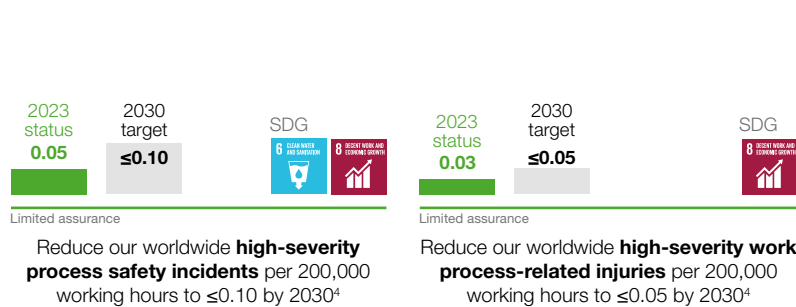 2023
status
0.05
2030
target
≤0.10
SDG
6 CLEAN WATER
AND SANITATION
8 DECENT WORK AND
ECONOMIC GROWTH
Limited assurance
Reduce our worldwide high-severity
process safety incidents per 200,000
working hours to ≤0.10 by 2030⁴
2023
status
0.03
2030
target
≤0.05
SDG
8 DECENT WORK AND
ECONOMIC GROWTH
Limited assurance
Reduce our worldwide high-severity work
process-related injuries per 200,000
working hours to ≤0.05 by 2030⁴